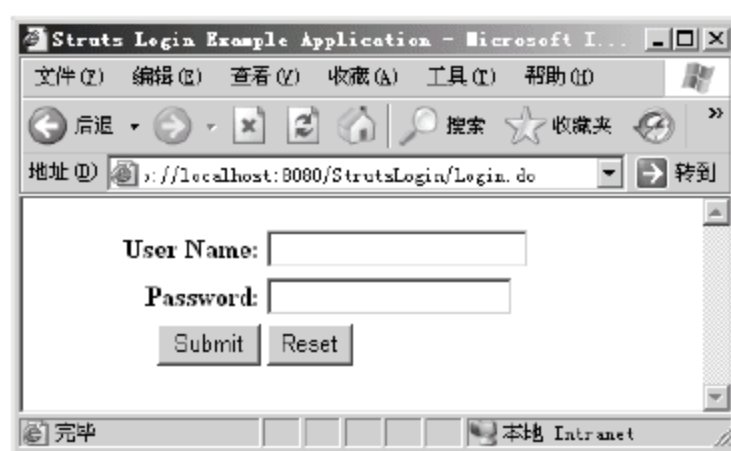 Struts Login Example Application - Microsoft I...
文件(F) 编辑(E) 查看(V) 收藏(A) 工具(T) 帮助(H)
后退 搜索 收藏夹 »
地址(D) p://localhost:8080/StrutsLogin/Login.do 转到
User Name:
Password:
Submit Reset
完毕 本地 Intranet